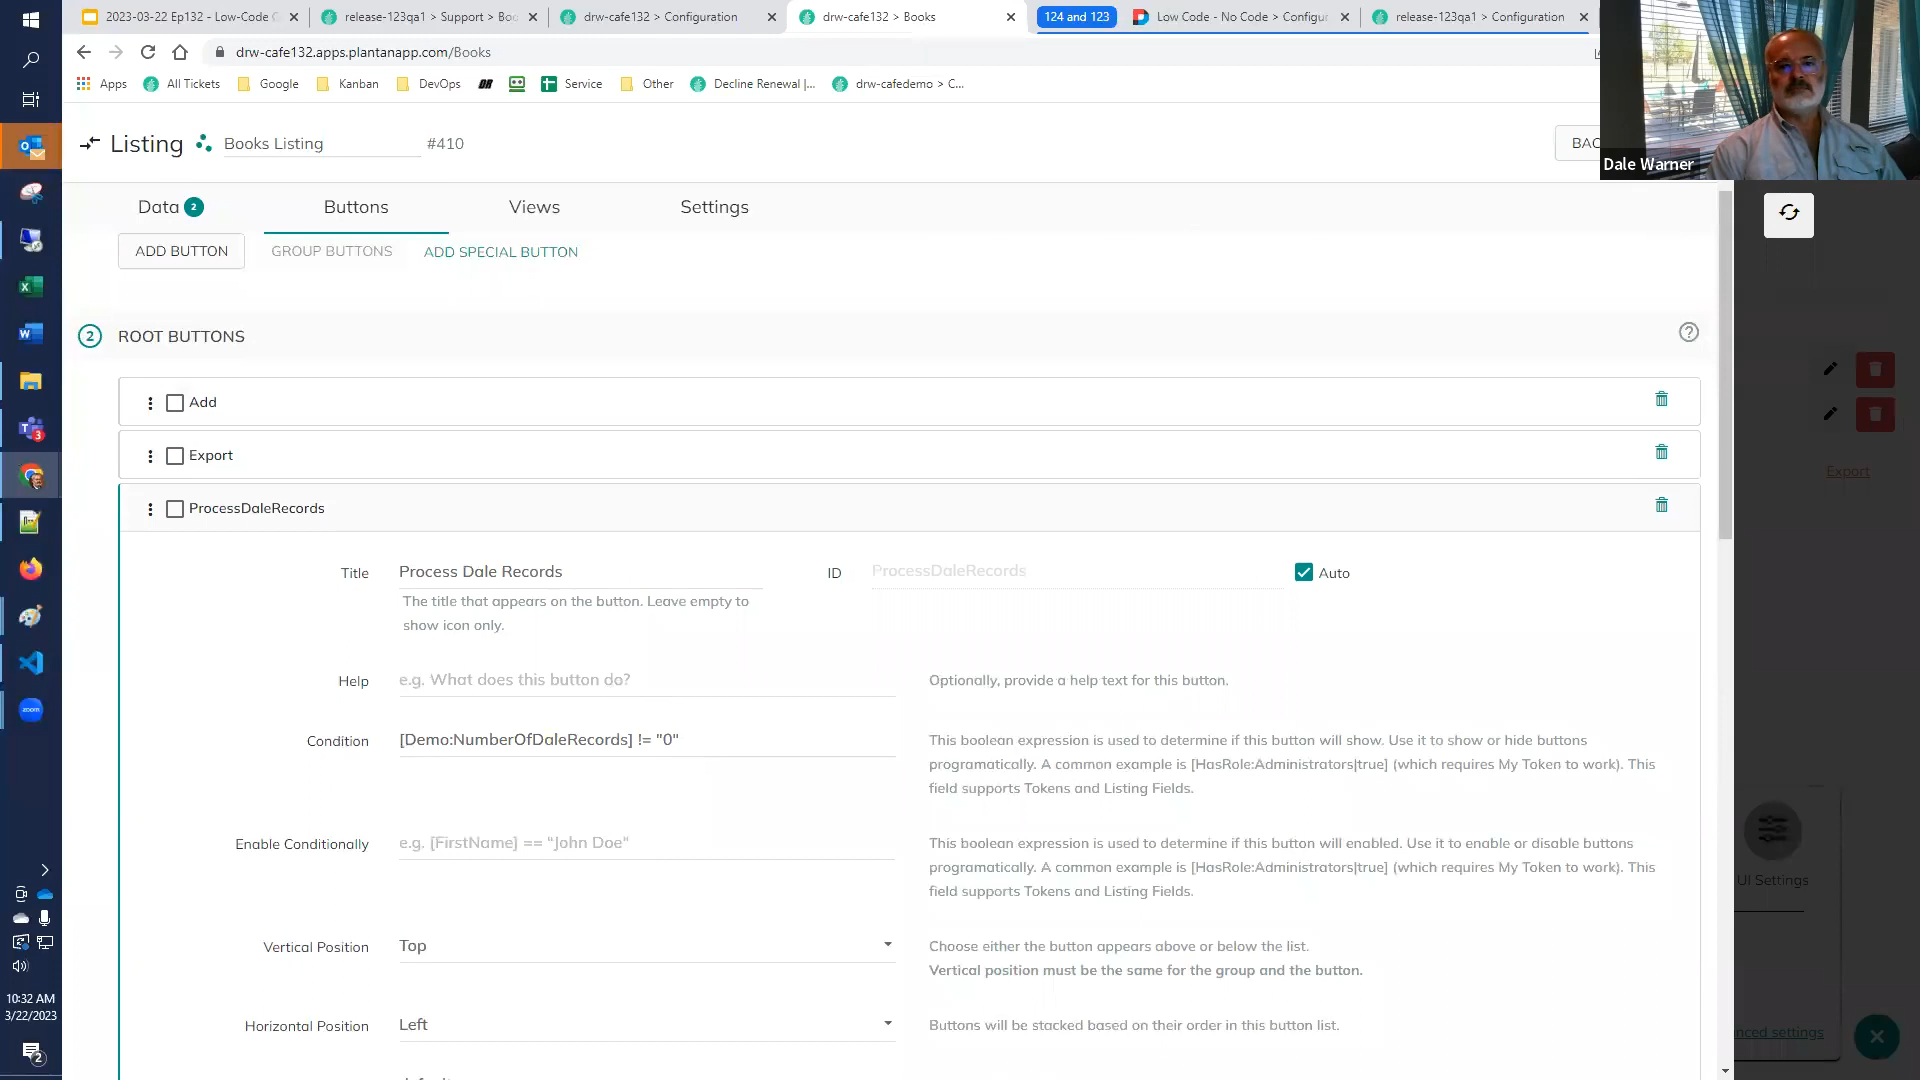 2023-03-22 Ep132 - Low-Code C
release-123qa1 > Support > Boo
drw-cafe132 > Configuration
drw-cafe132 > Books
124 and 123
Low Code - No Code > Configur
release-123qa1 > Configuration
drw-cafe132.apps.plantanapp.com/Books
Apps
All Tickets
Google
Kanban
DevOps
Service
Other
Decline Renewal |...
drw-cafedemo > C...
Dale Warner
Listing
Books Listing
#410
BAC
Data 2
Buttons
Views
Settings
ADD BUTTON
GROUP BUTTONS
ADD SPECIAL BUTTON
2 ROOT BUTTONS
Add
Export
Export
ProcessDaleRecords
Title
Process Dale Records
ID
ProcessDaleRecords
Auto
The title that appears on the button. Leave empty to
show icon only.
Help
e.g. What does this button do?
Optionally, provide a help text for this button.
Condition
[Demo:NumberOfDaleRecords] != "0"
This boolean expression is used to determine if this button will show. Use it to show or hide buttons
programatically. A common example is [HasRole:Administrators|true] (which requires My Token to work). This
field supports Tokens and Listing Fields.
Enable Conditionally
e.g. [FirstName] == "John Doe"
This boolean expression is used to determine if this button will enabled. Use it to enable or disable buttons
programatically. A common example is [HasRole:Administrators|true] (which requires My Token to work). This
field supports Tokens and Listing Fields.
UI Settings
Vertical Position
Top
Choose either the button appears above or below the list.
Vertical position must be the same for the group and the button.
Horizontal Position
Left
Buttons will be stacked based on their order in this button list.
nced settings
10:32 AM
3/22/2023
2
3
zoom